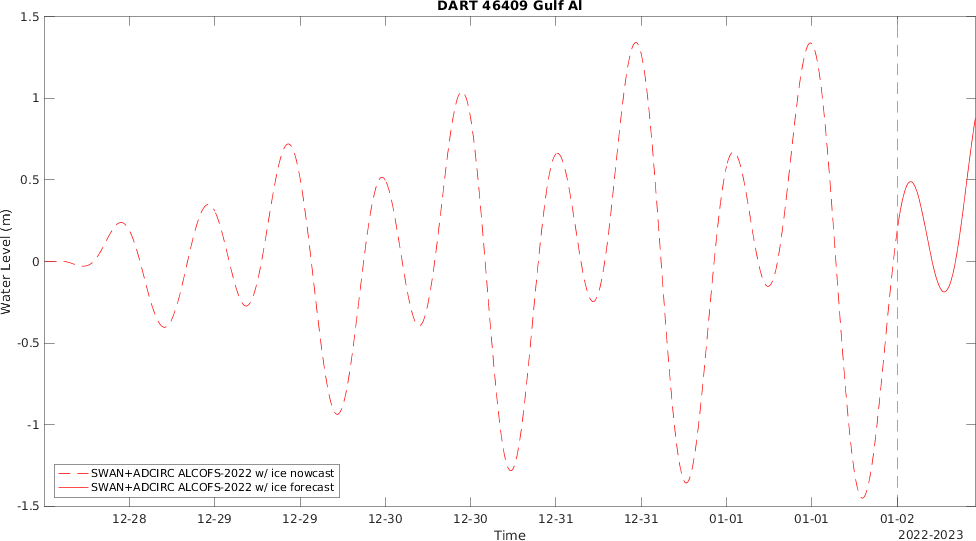 DART 46409 Gulf Al
1.5
1
0.5
0
-0.5
-1
-1.5
Water Level (m)
SWAN+ADCIRC ALCOFS-2022 w/ ice nowcast
SWAN+ADCIRC ALCOFS-2022 w/ ice forecast
12-28 12-29 12-29 12-30 12-30 12-31 12-31 01-01 01-01 01-02
Time
2022-2023